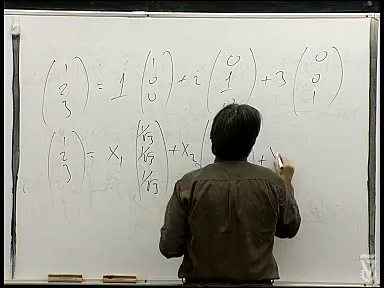 (1 2 3) = 1 (1 0 0) + 2 (0 1) + 3 (0 0 1)
(1 2 3) = x₁ (1/√3 1/√3 1/√3) + x₂ ( +